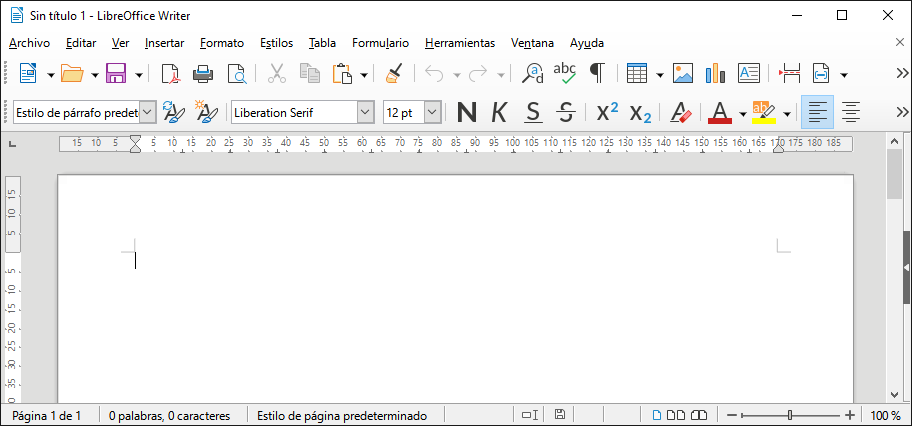 Sin título 1 - LibreOffice Writer
Archivo Editar Ver Insertar Formato Estilos Tabla Formulario Herramientas Ventana Ayuda
Estilo de párrafo predet Liberation Serif 12 pt N K S S X² X₂ A A ab
15 10 5 5 10 15 20 25 30 35 40 45 50 55 60 65 70 75 80 85 90 95 100 105 110 115 120 125 130 135 140 145 150 155 160 165 170 175 180 185
15
10
5
5
10
15
20
25
30
35
Página 1 de 1 0 palabras, 0 caracteres Estilo de página predeterminado 100 %